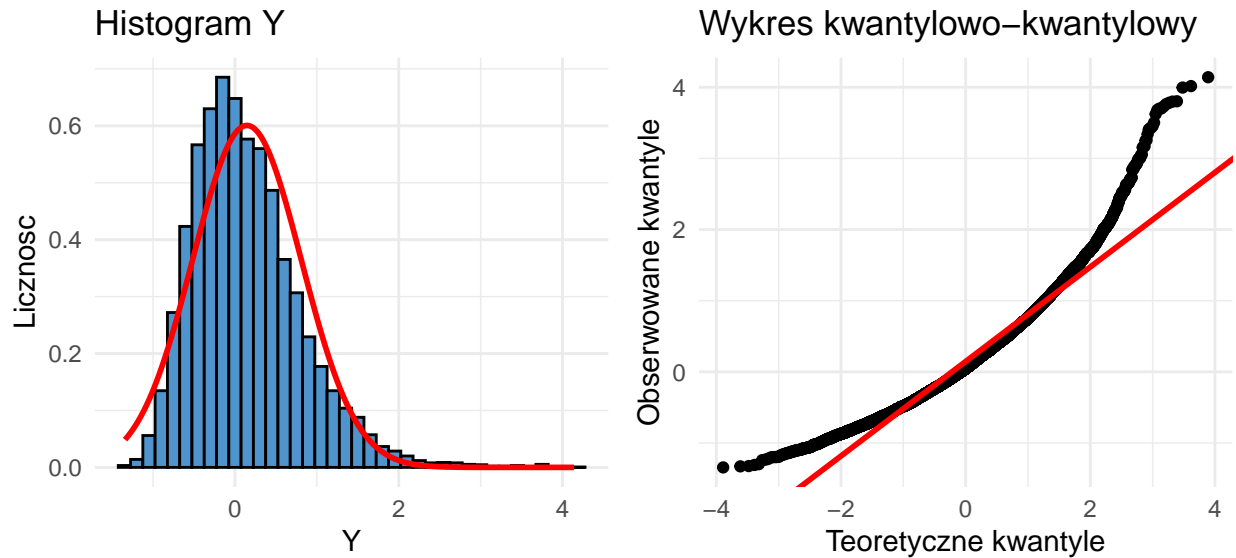 Histogram Y
Licznosc
0.6
0.4
0.2
0.0
0
2
4
Y
Wykres kwantylowo−kwantylowy
Obserwowane kwantyle
4
2
0
−4
−2
0
2
4
Teoretyczne kwantyle